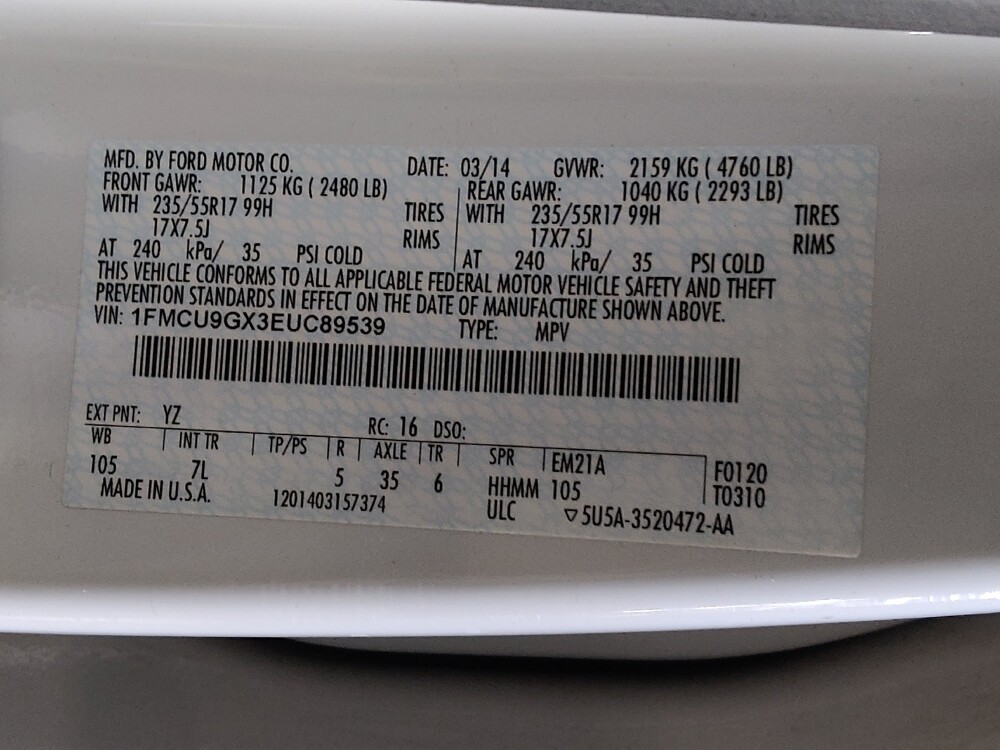 MFD. BY FORD MOTOR CO. DATE: 03/14 GVWR: 2159 KG ( 4760 LB)
FRONT GAWR: 1125 KG ( 2480 LB) REAR GAWR: 1040 KG ( 2293 LB)
WITH 235/55R17 99H TIRES WITH 235/55R17 99H TIRES
17X7.5J RIMS 17X7.5J RIMS
AT 240 kPa/ 35 PSI COLD AT 240 kPa/ 35 PSI COLD
THIS VEHICLE CONFORMS TO ALL APPLICABLE FEDERAL MOTOR VEHICLE SAFETY AND THEFT
PREVENTION STANDARDS IN EFFECT ON THE DATE OF MANUFACTURE SHOWN ABOVE.
VIN: 1FMCU9GX3EUC89539 TYPE: MPV
EXT PNT: YZ RC: 16 DSO:
WB INT TR TP/PS R AXLE TR SPR EM21A F0120
105 7L 5 35 6 HHMM 105 T0310
MADE IN U.S.A. 1201403157374 ULC ▽5U5A-3520472-AA